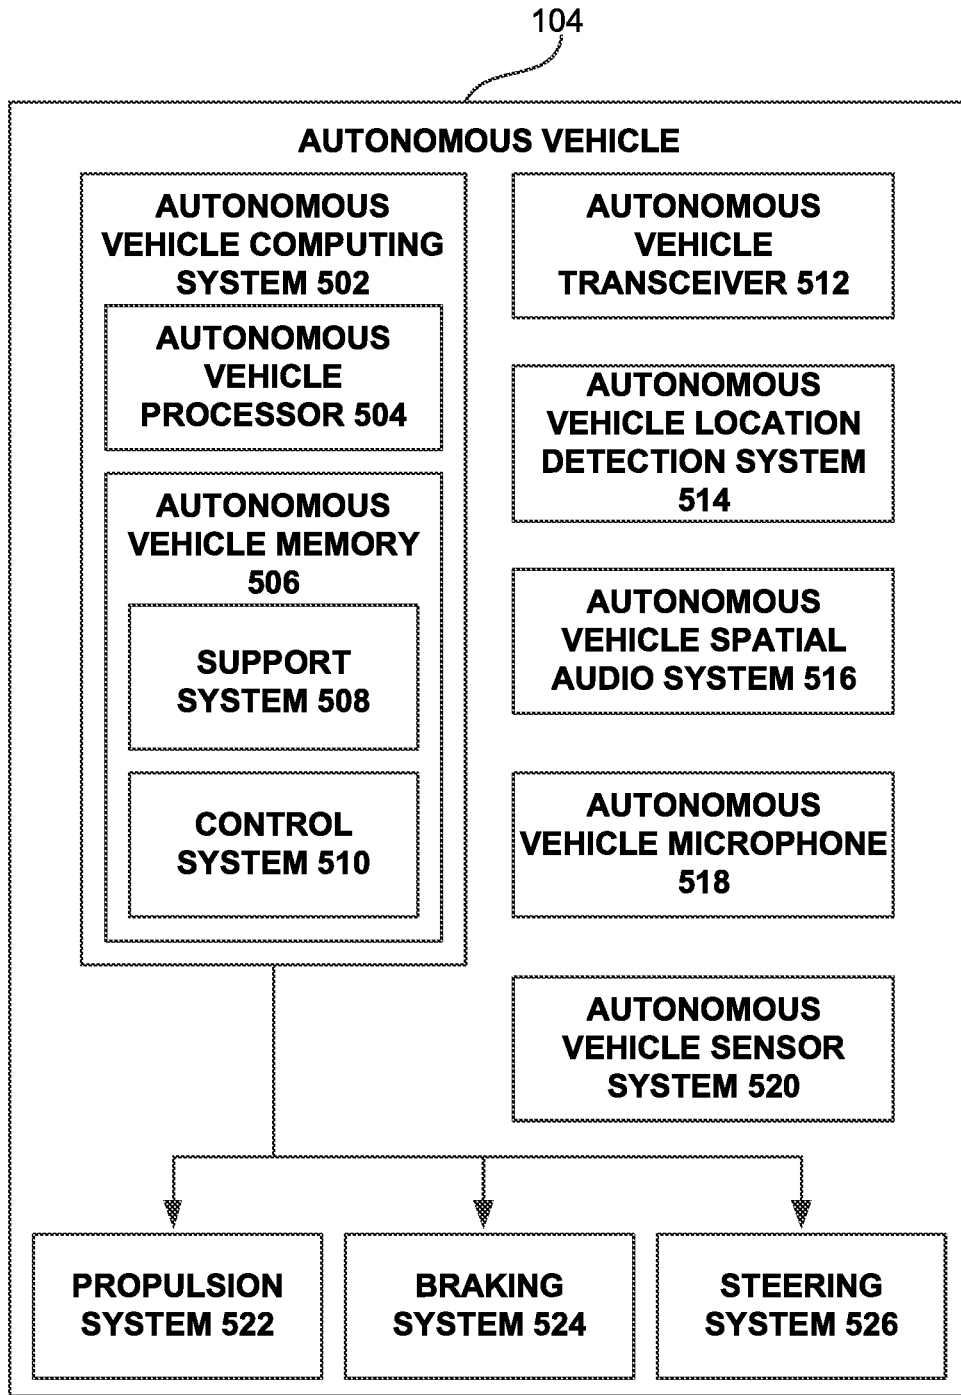 104
AUTONOMOUS VEHICLE
AUTONOMOUS
VEHICLE COMPUTING
SYSTEM 502
AUTONOMOUS
VEHICLE
PROCESSOR 504
AUTONOMOUS
VEHICLE MEMORY
506
SUPPORT
SYSTEM 508
CONTROL
SYSTEM 510
AUTONOMOUS
VEHICLE
TRANSCEIVER 512
AUTONOMOUS
VEHICLE LOCATION
DETECTION SYSTEM
514
AUTONOMOUS
VEHICLE SPATIAL
AUDIO SYSTEM 516
AUTONOMOUS
VEHICLE MICROPHONE
518
AUTONOMOUS
VEHICLE SENSOR
SYSTEM 520
PROPULSION
SYSTEM 522
BRAKING
SYSTEM 524
STEERING
SYSTEM 526